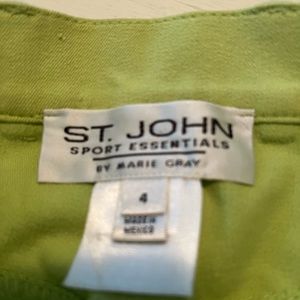 ST. JOHN
SPORT ESSENTIALS
BY MARIE GRAY
4
MADE IN
MEXICO